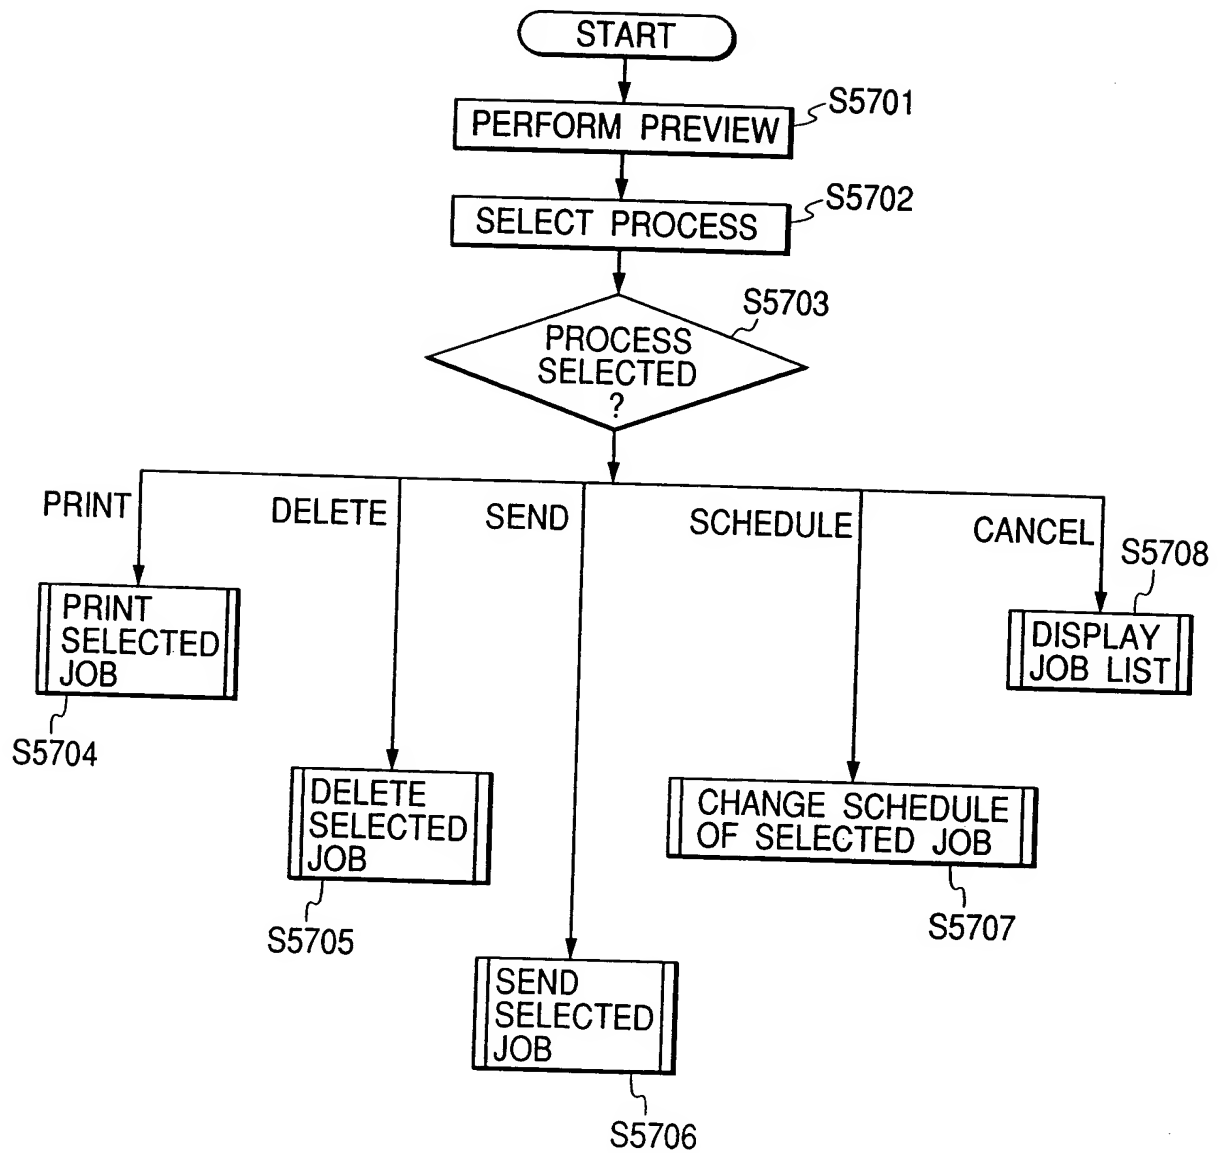 START
S5701
PERFORM PREVIEW
S5702
SELECT PROCESS
S5703
PROCESS
SELECTED
?
PRINT
DELETE
SEND
SCHEDULE
CANCEL
S5708
PRINT
SELECTED
JOB
S5704
DISPLAY
JOB LIST
DELETE
SELECTED
JOB
S5705
CHANGE SCHEDULE
OF SELECTED JOB
S5707
SEND
SELECTED
JOB
S5706